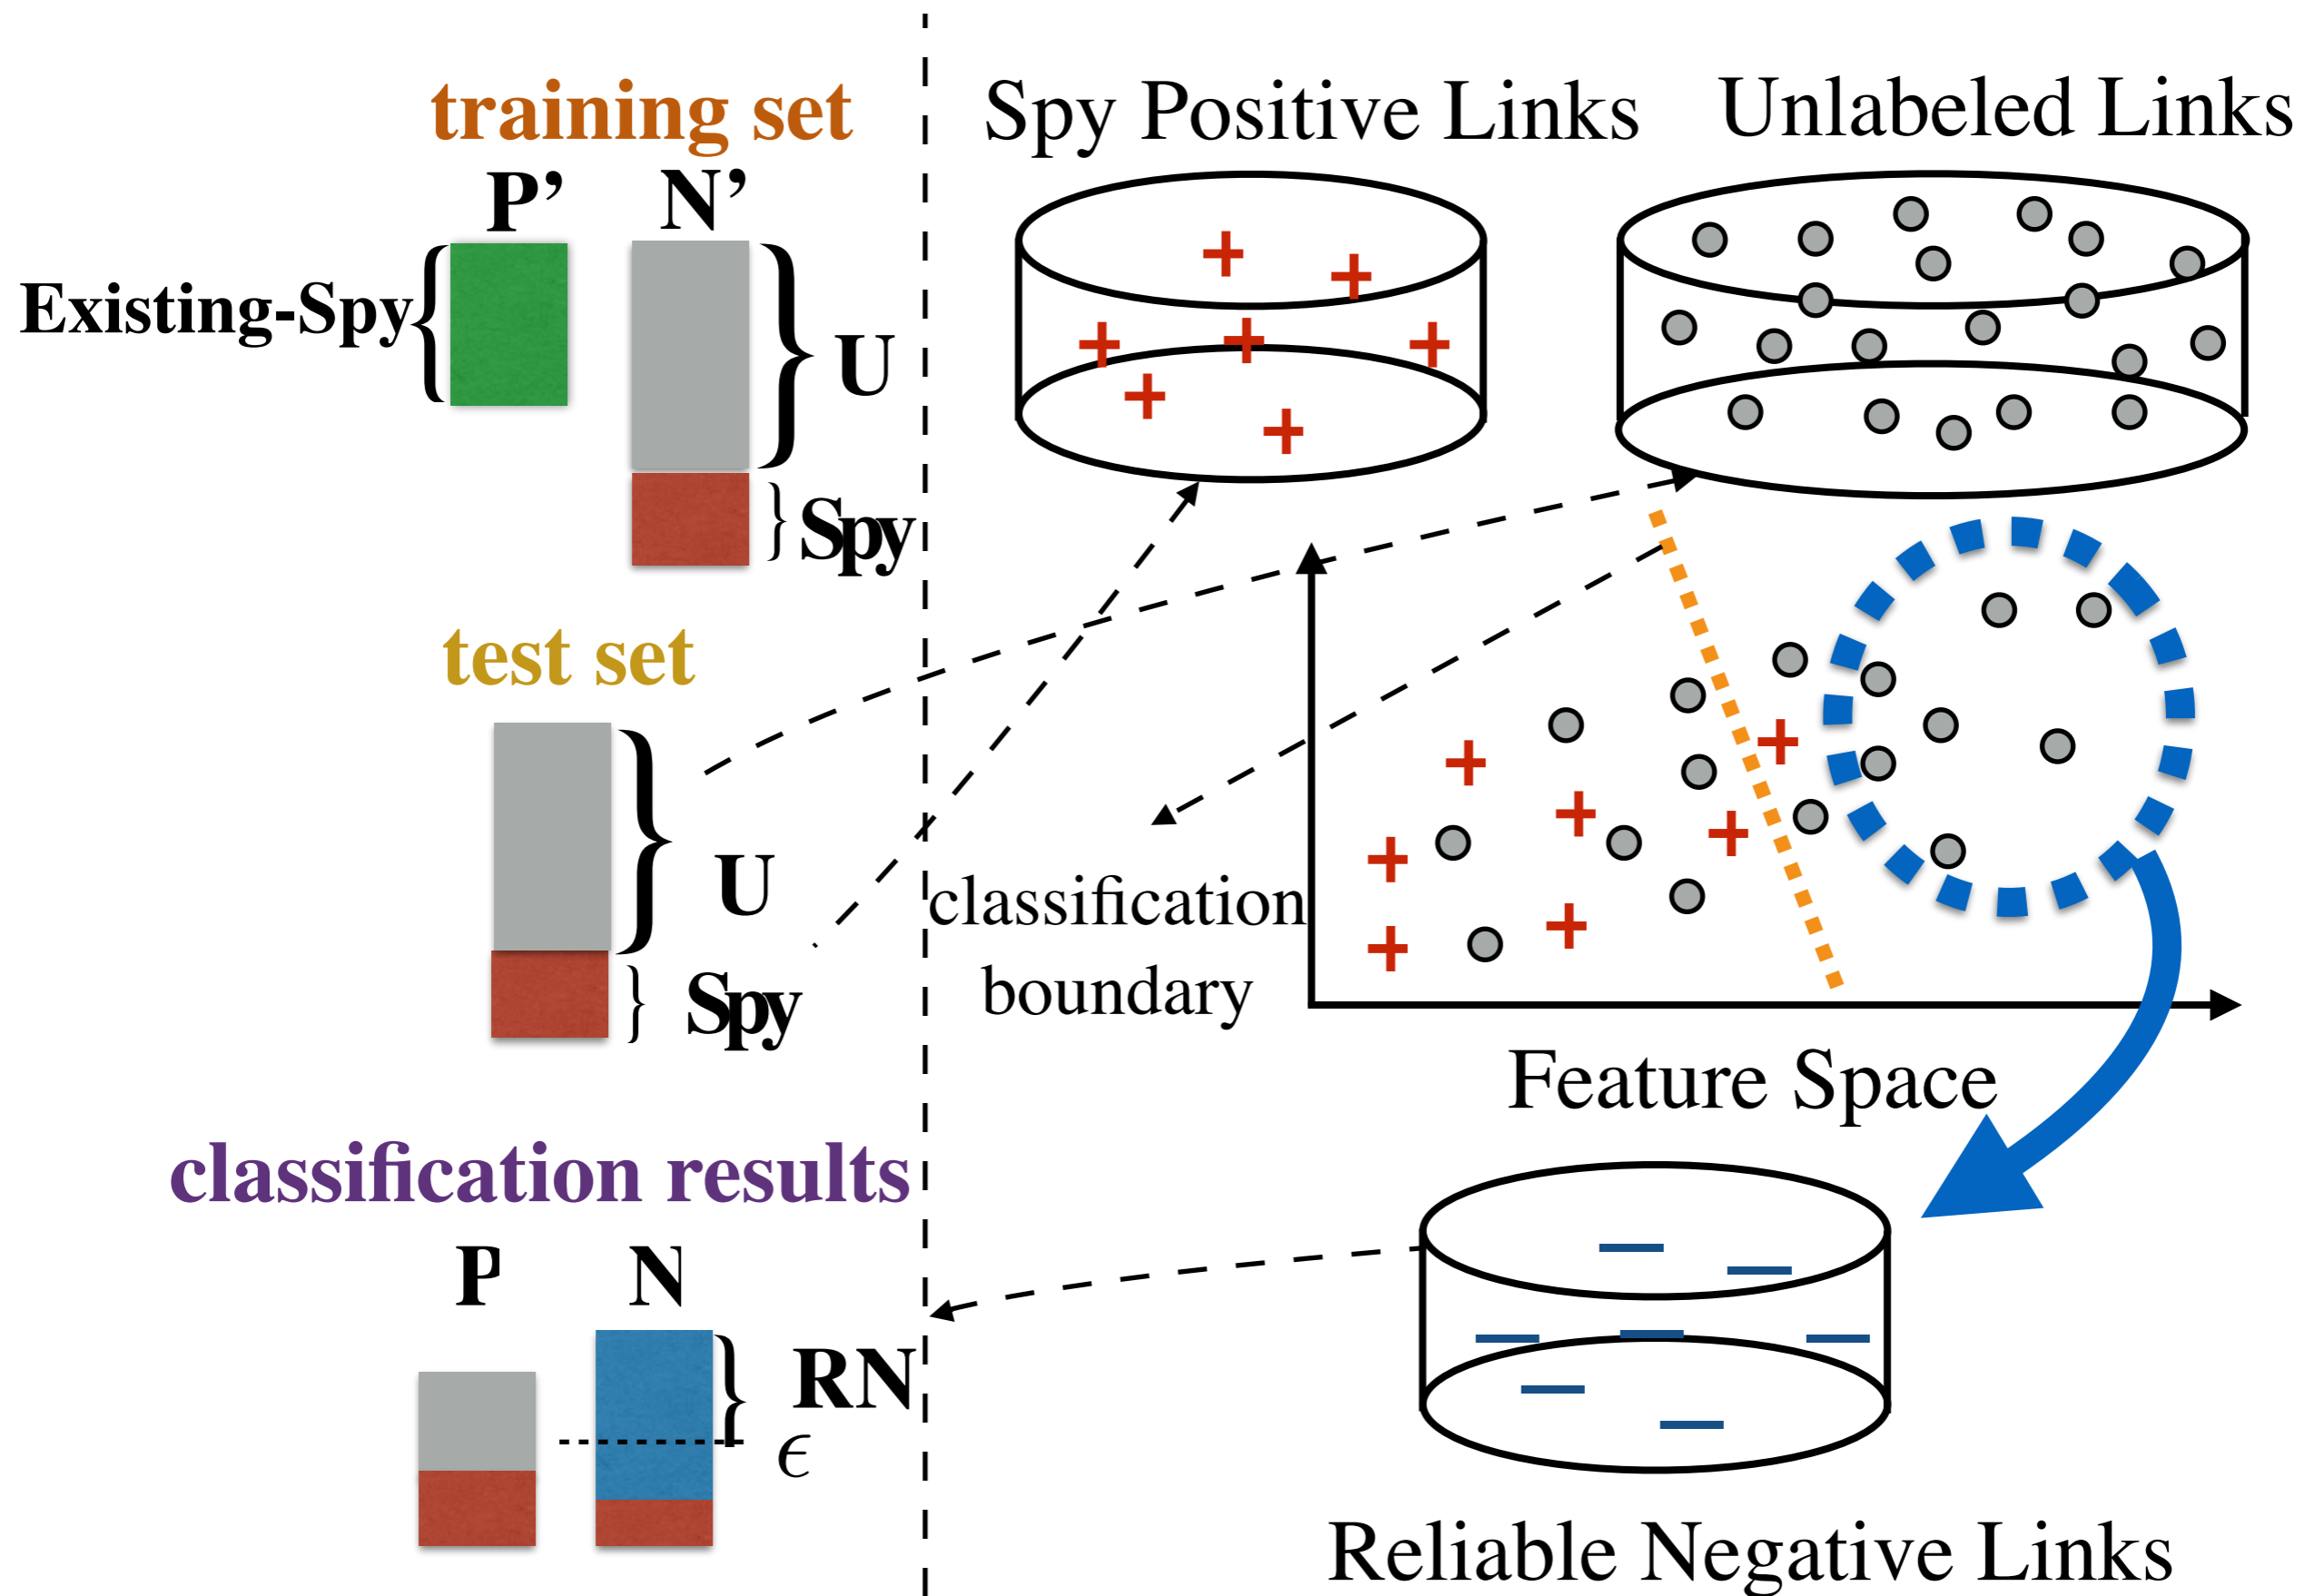 training set
P’
N’
Existing-Spy
U
Spy
test set
U
Spy
classification results
P
N
RN
ϵ
Spy Positive Links
Unlabeled Links
classification
boundary
Feature Space
Reliable Negative Links